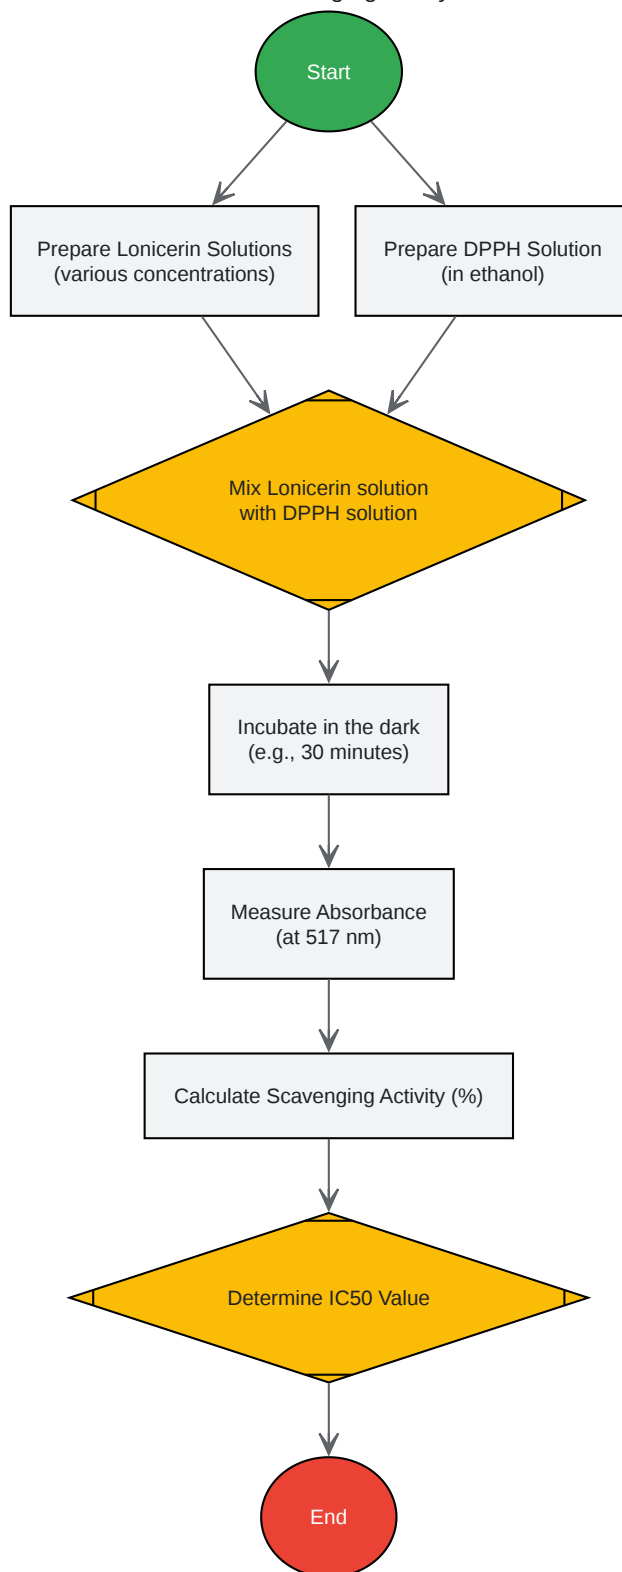 Start
Prepare Lonicerin Solutions
(various concentrations)
Prepare DPPH Solution
(in ethanol)
Mix Lonicerin solution
with DPPH solution
Incubate in the dark
(e.g., 30 minutes)
Measure Absorbance
(at 517 nm)
Calculate Scavenging Activity (%)
Determine IC50 Value
End